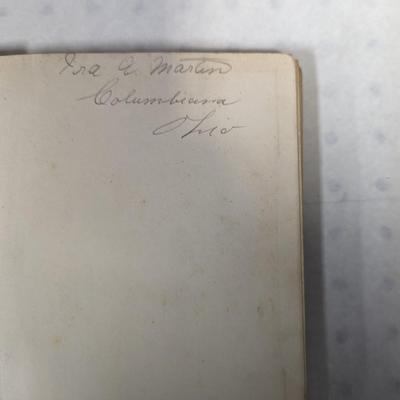 Ira A. Martin
Columbiana
Ohio